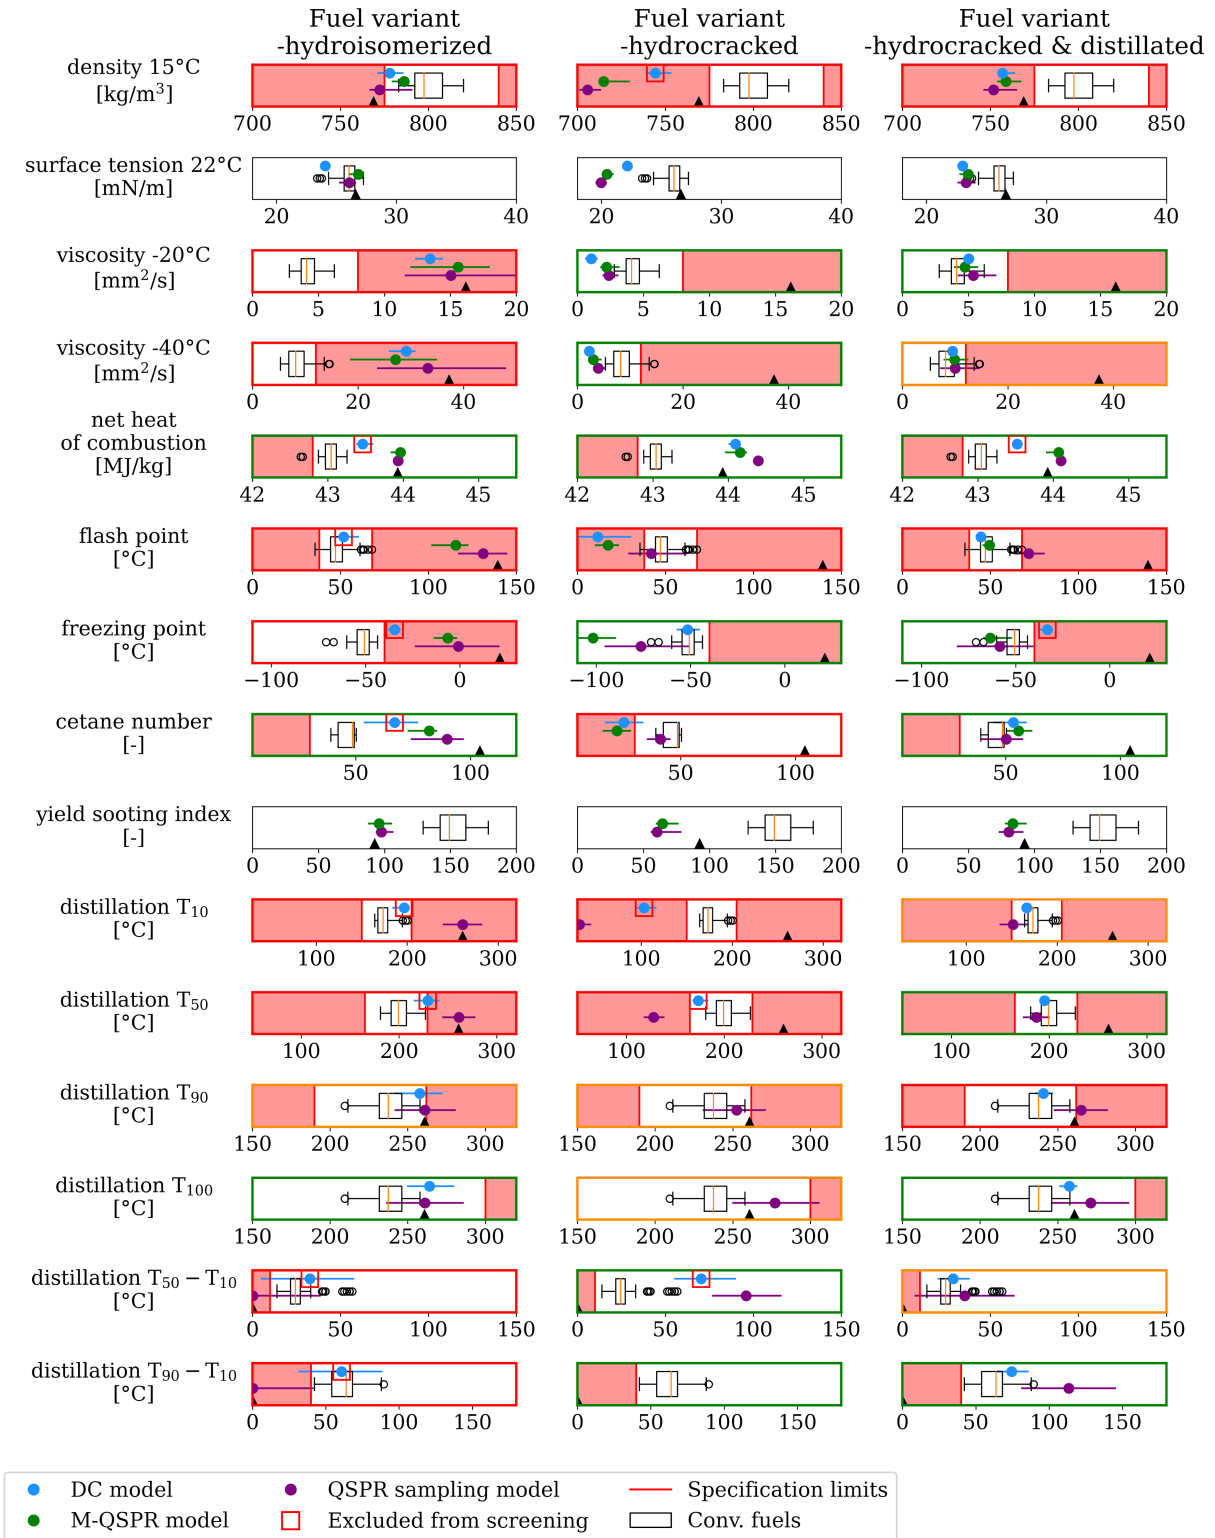 Fuel variant
-hydroisomerized
Fuel variant
-hydrocracked
Fuel variant
-hydrocracked & distillated
density 15°C
[kg/m³]
700 750 800 850
700 750 800 850
700 750 800 850
surface tension 22°C
[mN/m]
20 30 40
20 30 40
20 30 40
viscosity -20°C
[mm²/s]
0 5 10 15 20
0 5 10 15 20
0 5 10 15 20
viscosity -40°C
[mm²/s]
0 20 40
0 20 40
0 20 40
net heat
of combustion
[MJ/kg]
42 43 44 45
42 43 44 45
42 43 44 45
flash point
[°C]
0 50 100 150
0 50 100 150
0 50 100 150
freezing point
[°C]
−100 −50 0
−100 −50 0
−100 −50 0
cetane number
[-]
50 100
50 100
50 100
yield sooting index
[-]
0 50 100 150 200
0 50 100 150 200
0 50 100 150 200
distillation T₁₀
[°C]
100 200 300
100 200 300
100 200 300
distillation T₅₀
[°C]
100 200 300
100 200 300
100 200 300
distillation T₉₀
[°C]
150 200 250 300
150 200 250 300
150 200 250 300
distillation T₁₀₀
[°C]
150 200 250 300
150 200 250 300
150 200 250 300
distillation T₅₀ − T₁₀
[°C]
0 50 100 150
0 50 100 150
0 50 100 150
distillation T₉₀ − T₁₀
[°C]
0 50 100 150
0 50 100 150
0 50 100 150
DC model
M-QSPR model
QSPR sampling model
Excluded from screening
Specification limits
Conv. fuels